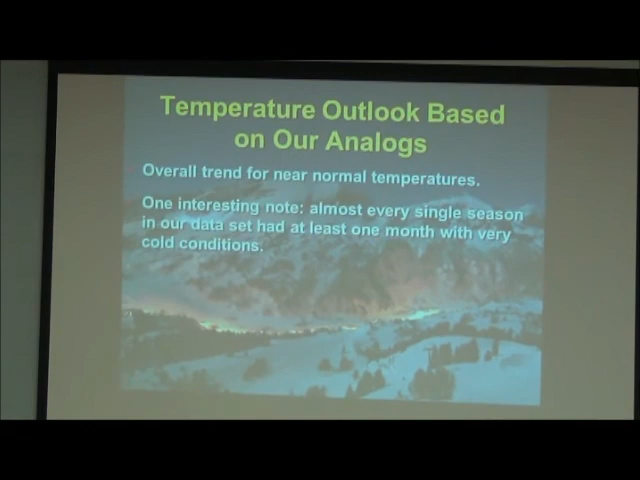 Temperature Outlook Based
on Our Analogs
Overall trend for near normal temperatures.
One interesting note: almost every single season
in our data set had at least one month with very
cold conditions.